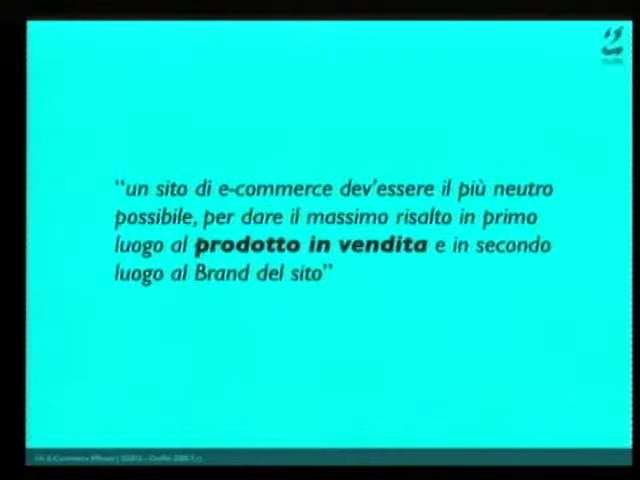 “un sito di e-commerce dev’essere il più neutro
possibile, per dare il massimo risalto in primo
luogo al prodotto in vendita e in secondo
luogo al Brand del sito”